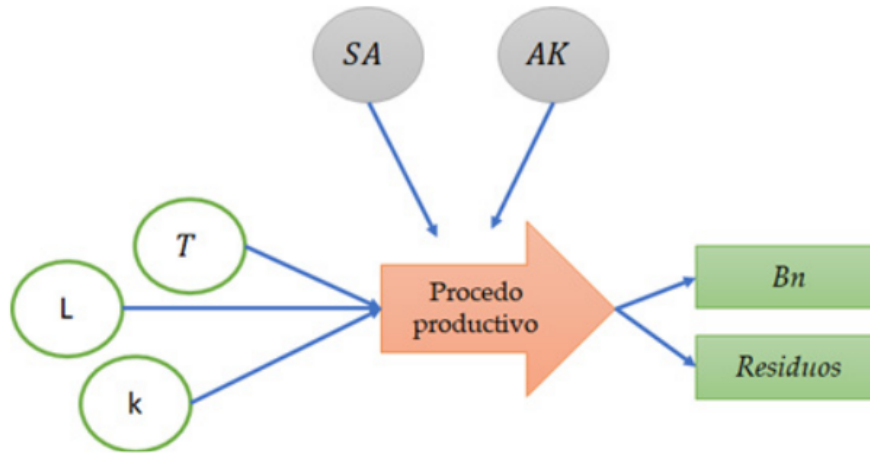 SA
AK
T
L
k
Procedo
productivo
Bn
Residuos